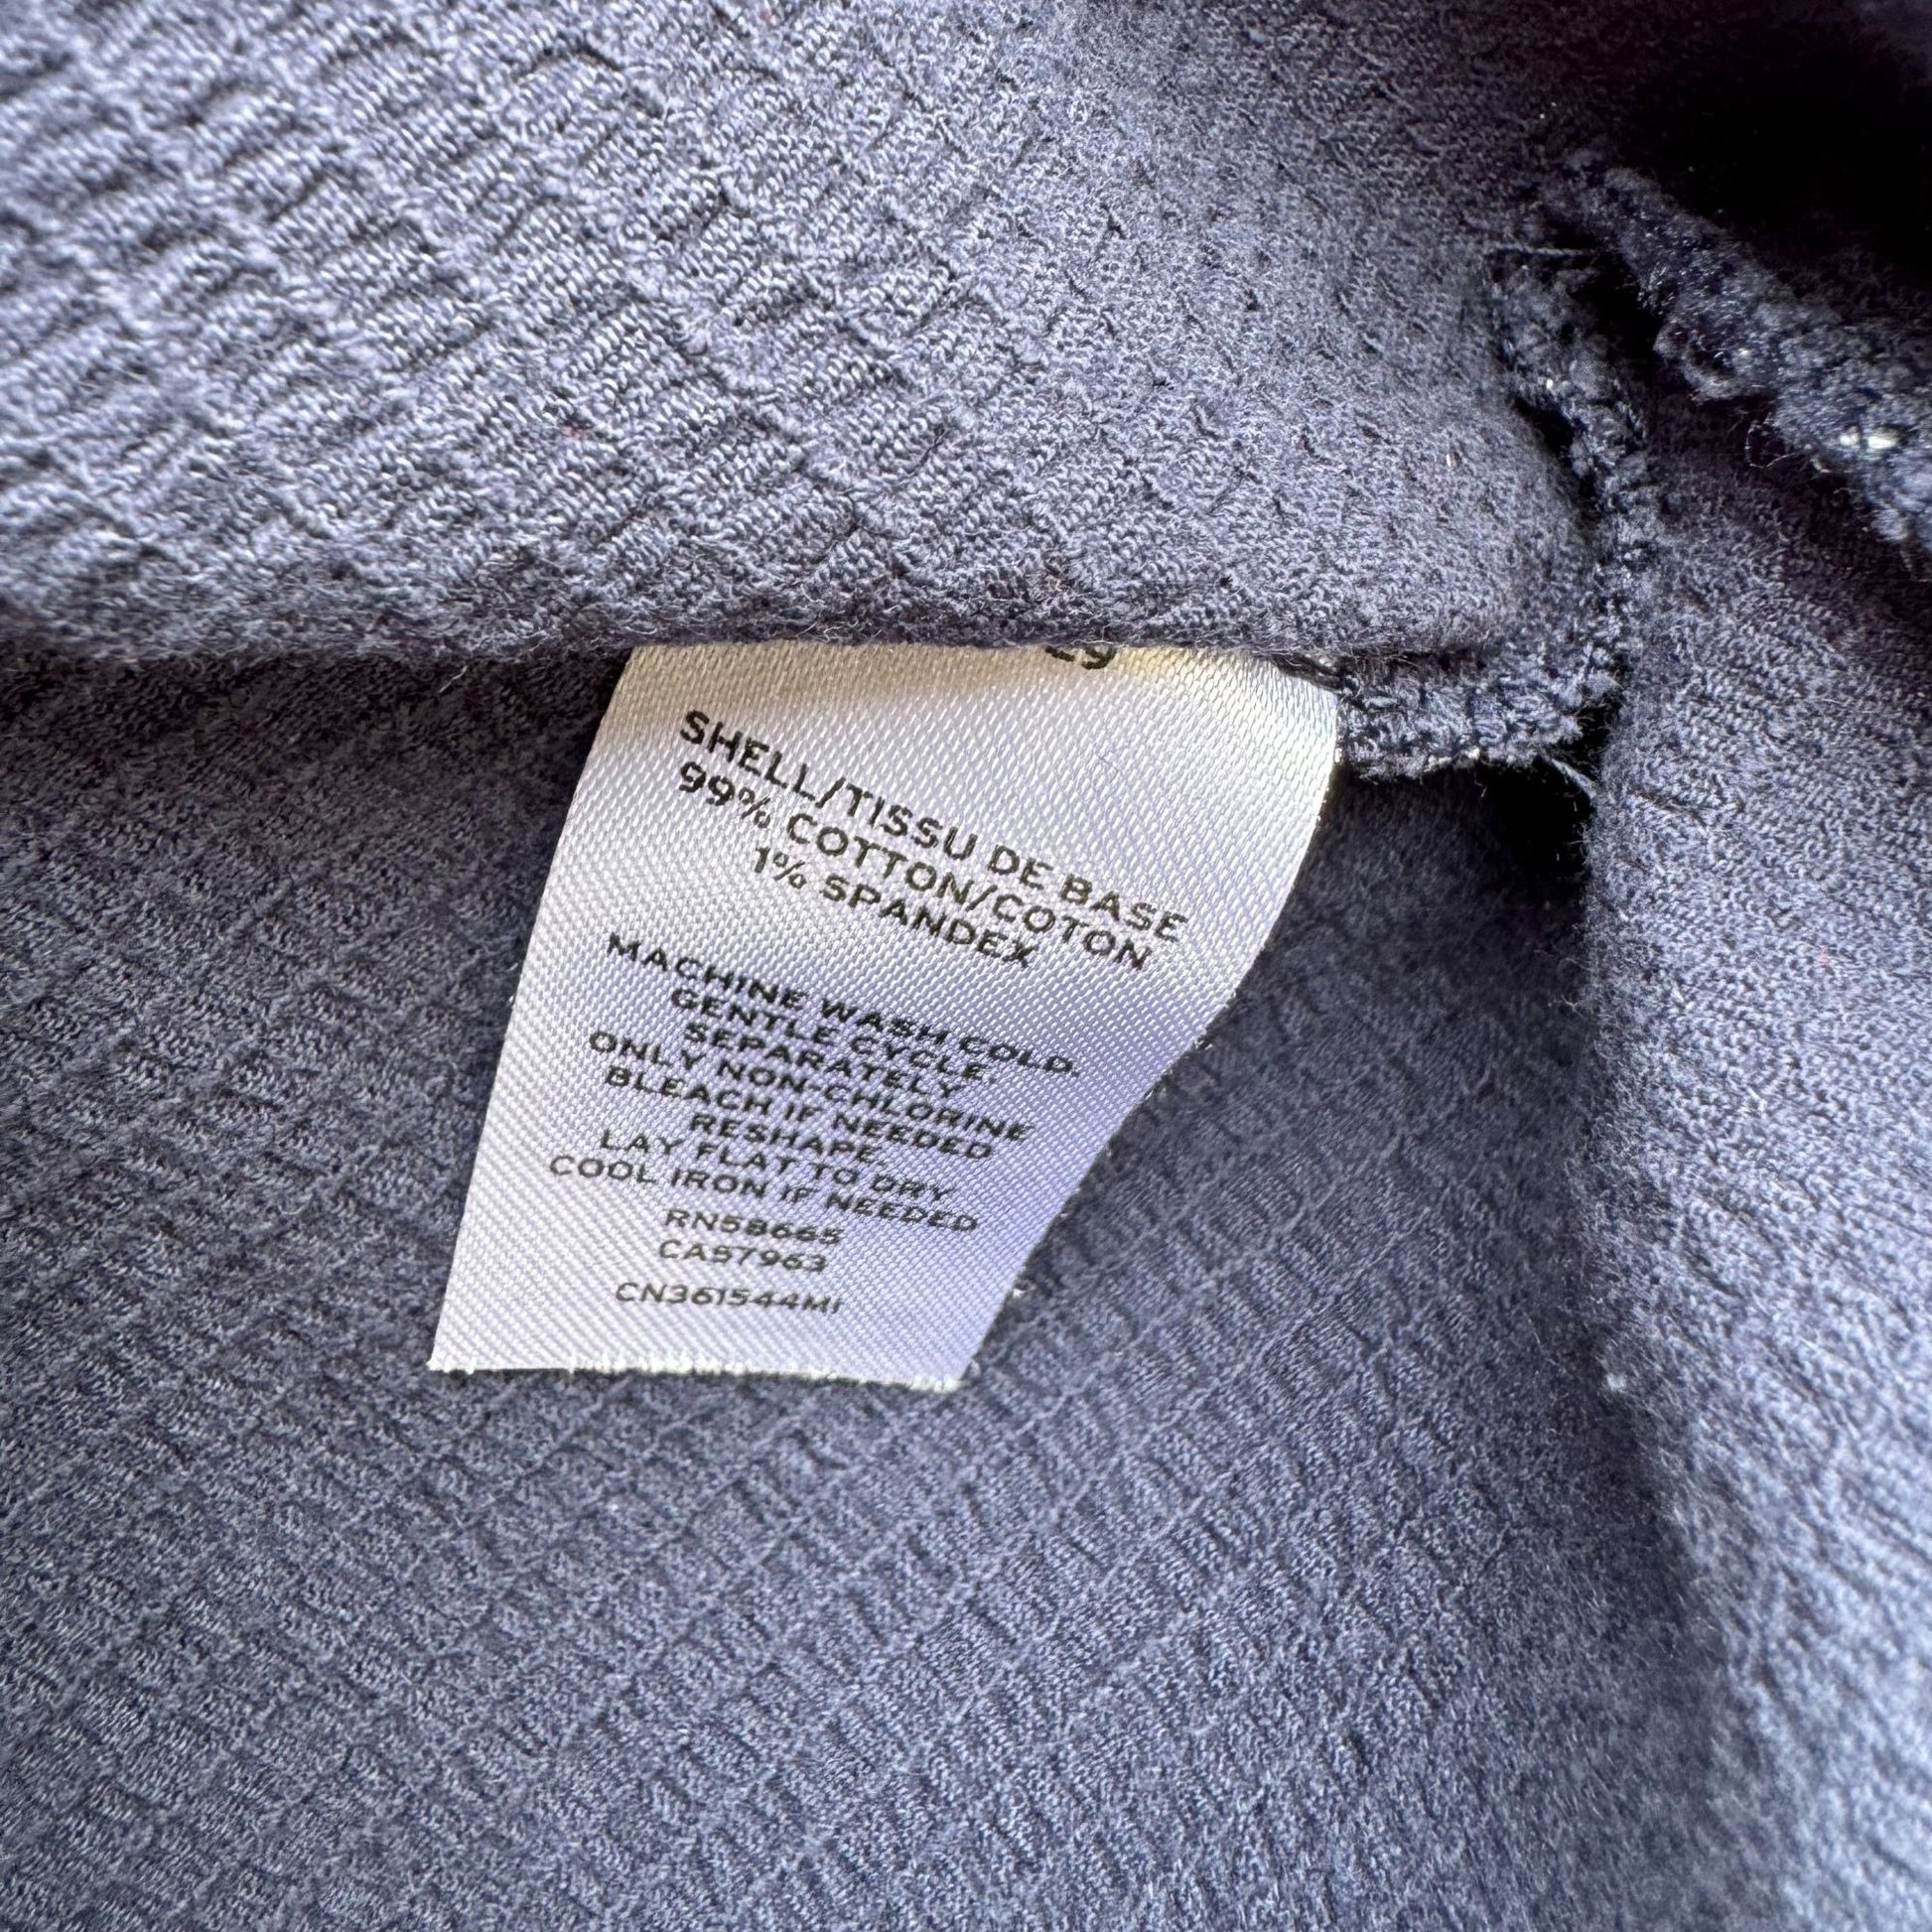 SHELL/TISSU DE BASE
99% COTTON/COTON
1% SPANDEX
MACHINE WASH COLD.
GENTLE CYCLE.
SEPARATELY
ONLY NON-CHLORINE
BLEACH IF NEEDED
RESHAPE
LAY FLAT TO DRY
COOL IRON IF NEEDED
RN58665
CA57963
CN361544MI